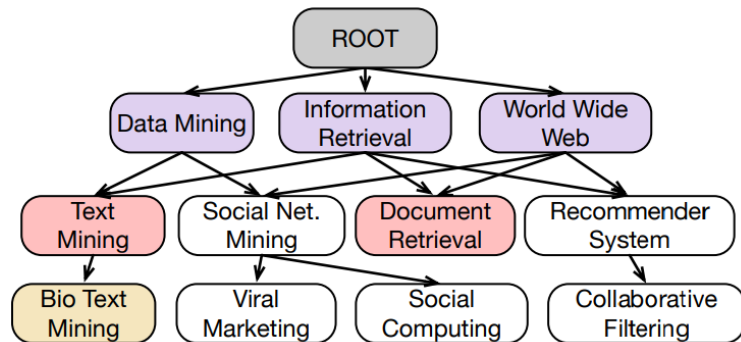 ROOT
Data Mining
Information
Retrieval
World Wide
Web
Text
Mining
Social Net.
Mining
Document
Retrieval
Recommender
System
Bio Text
Mining
Viral
Marketing
Social
Computing
Collaborative
Filtering